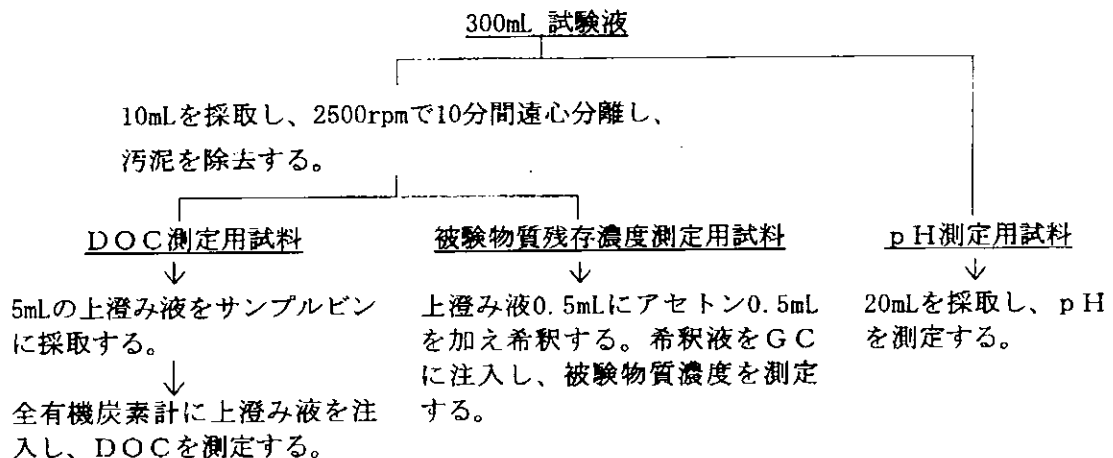 300mL 試験液
10mLを採取し、2500rpmで10分間遠心分離し、
汚泥を除去する。
DOC測定用試料
5mLの上澄み液をサンプルビン
に採取する。
全有機炭素計に上澄み液を注
入し、DOCを測定する。
被験物質残存濃度測定用試料
上澄み液0.5mLにアセトン0.5mL
を加え希釈する。希釈液をGC
に注入し、被験物質濃度を測定
する。
pH測定用試料
20mLを採取し、pH
を測定する。